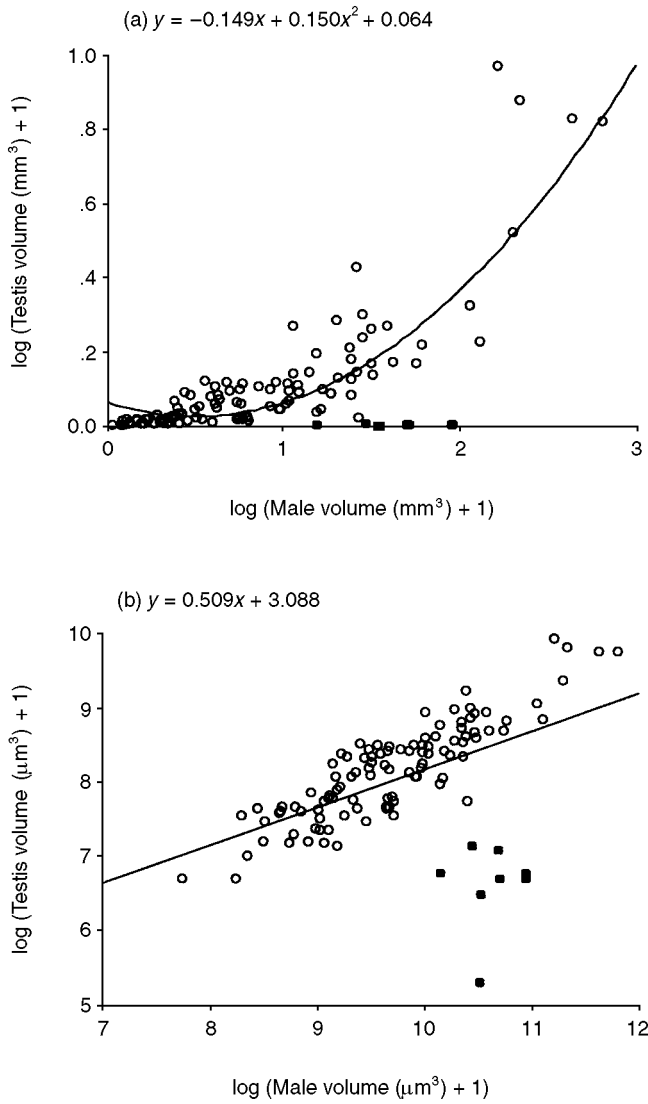 (a) y = −0.149x + 0.150x² + 0.064
log (Testis volume (mm³) + 1)
1.0
.8
.6
.4
.2
0.0
0 1 2 3
log (Male volume (mm³) + 1)
(b) y = 0.509x + 3.088
log (Testis volume (μm³) + 1)
10
9
8
7
6
5
7 8 9 10 11 12
log (Male volume (μm³) + 1)